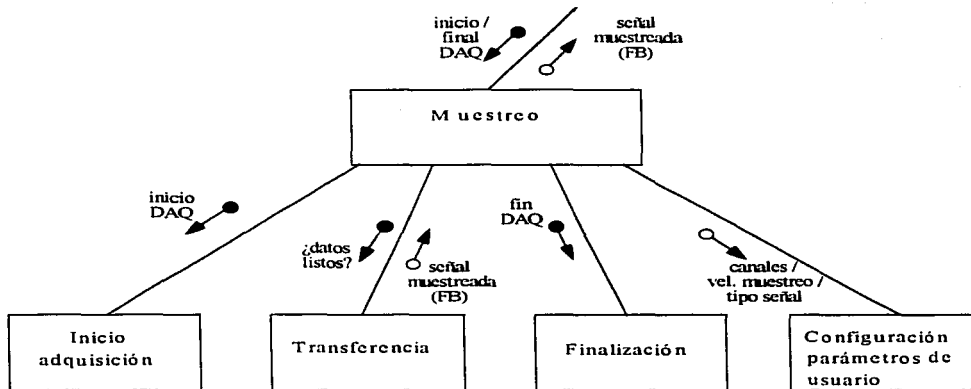 inicio /
final
DAQ
señal
muestreada
(FB)
Muestreo
inicio
DAQ
¿datos
listos?
señal
muestreada
(FB)
fin
DAQ
canales /
vel. muestreo /
tipo señal
Inicio
adquisición
Transferencia
Finalización
Configuración
parámetros de
usuario